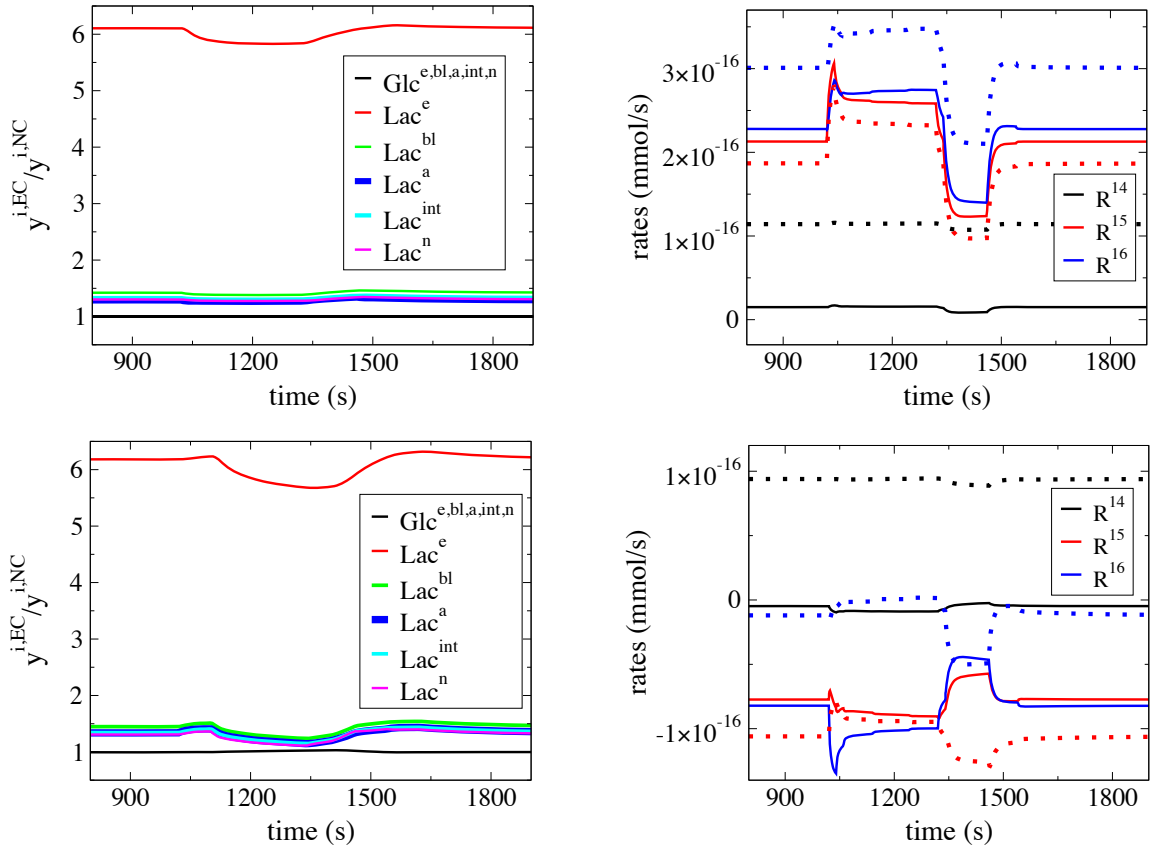 y^i,EC/y^i,NC
6
5
4
3
2
1
Glc^e,bl,a,int,n
Lac^e
Lac^bl
Lac^a
Lac^int
Lac^n
900 1200 1500 1800
time (s)
rates (mmol/s)
3×10^-16
2×10^-16
1×10^-16
0
R^14
R^15
R^16
900 1200 1500 1800
time (s)
y^i,EC/y^i,NC
6
5
4
3
2
1
Glc^e,bl,a,int,n
Lac^e
Lac^bl
Lac^a
Lac^int
Lac^n
900 1200 1500 1800
time (s)
rates (mmol/s)
1×10^-16
0
-1×10^-16
R^14
R^15
R^16
900 1200 1500 1800
time (s)